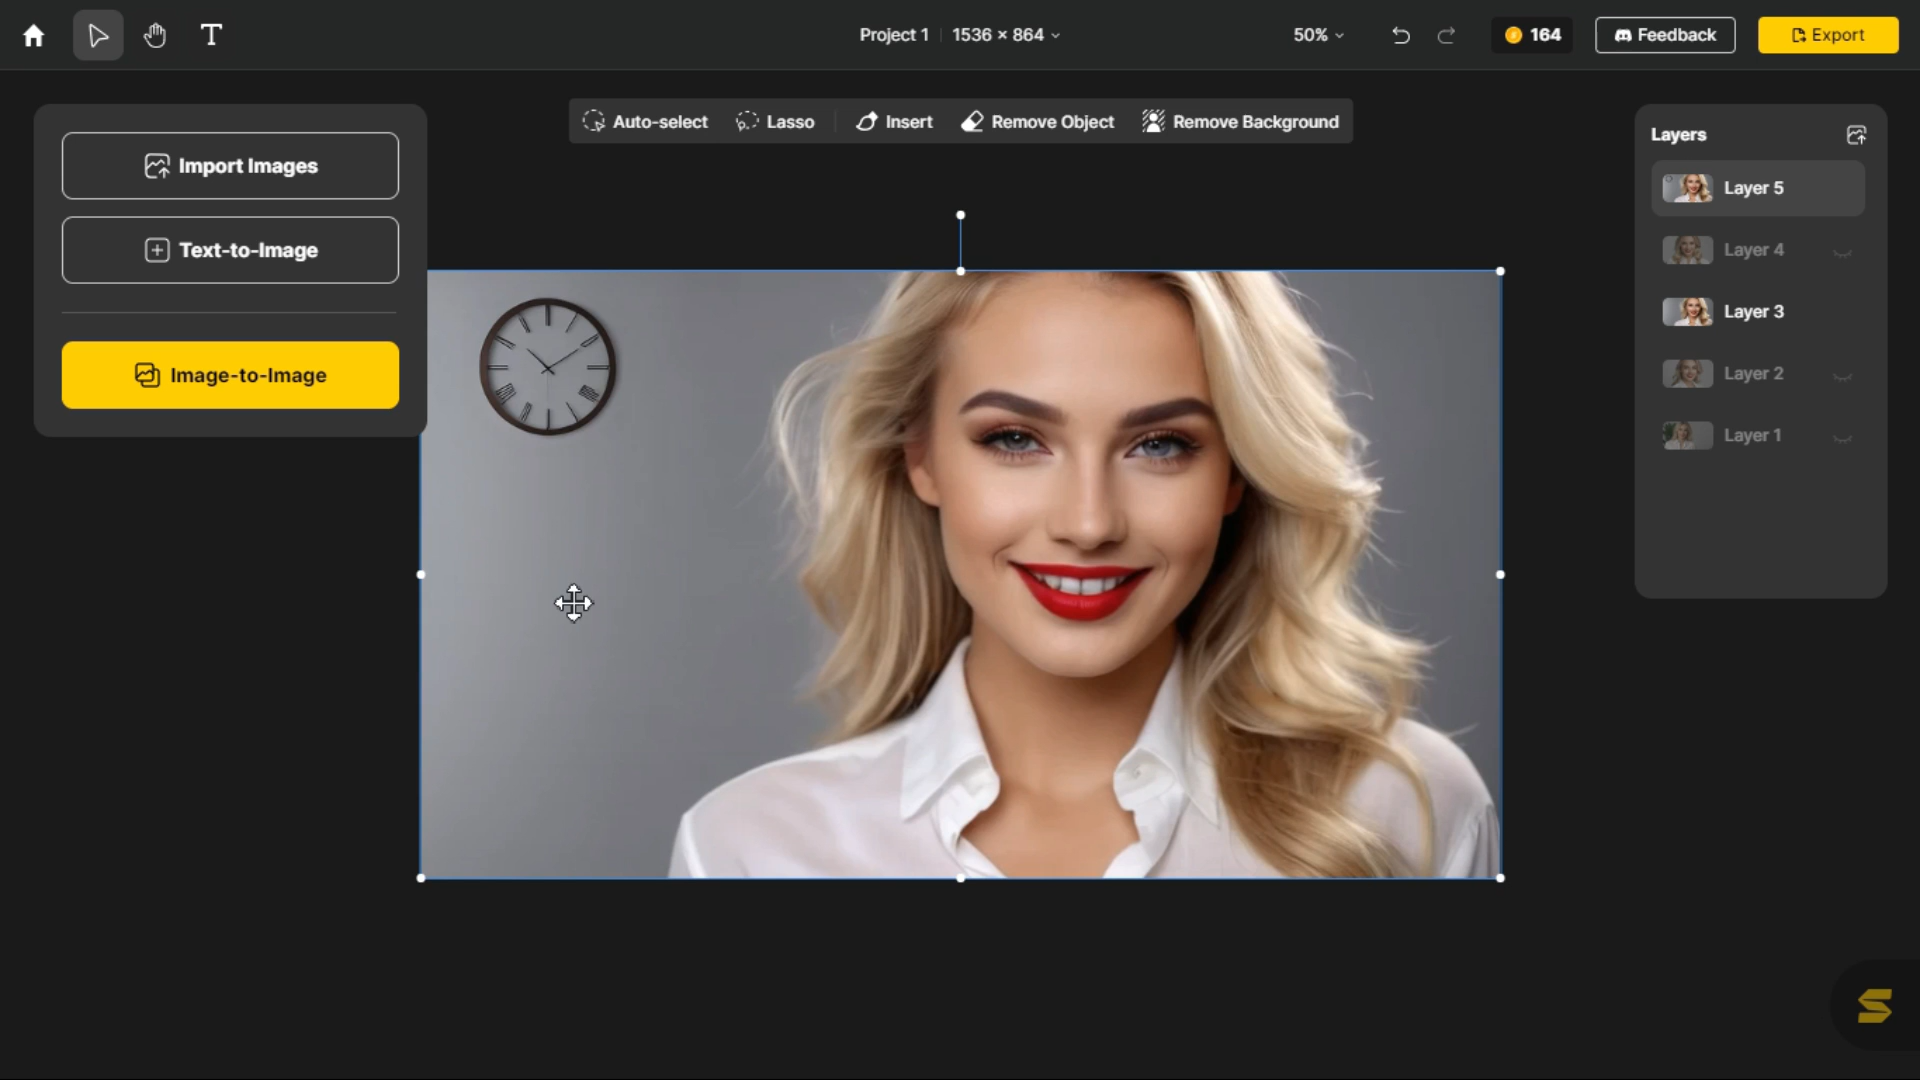 T
Project 1 1536 × 864
50%
164
Feedback
Export
Import Images
Text-to-Image
Image-to-Image
Auto-select
Lasso
Insert
Remove Object
Remove Background
Layers
Layer 5
Layer 4
Layer 3
Layer 2
Layer 1